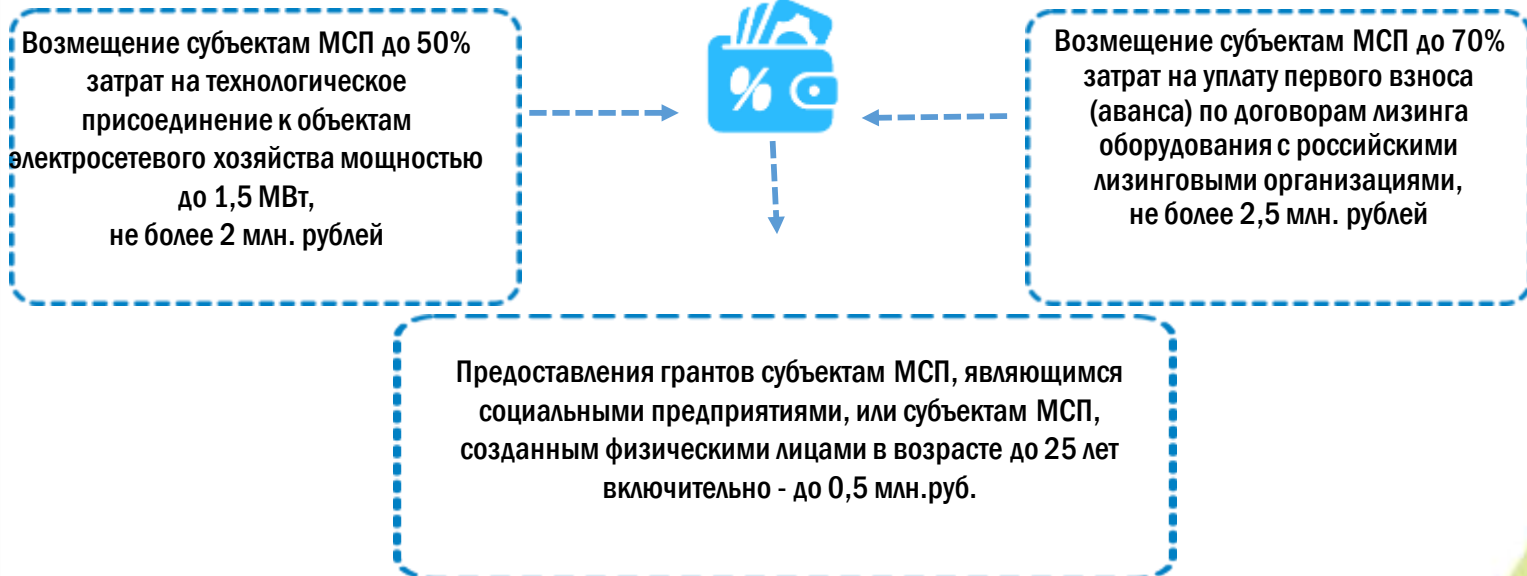 Возмещение субъектам МСП до 50%
затрат на технологическое
присоединение к объектам
электросетевого хозяйства мощностью
до 1,5 МВт,
не более 2 млн. рублей
%
Возмещение субъектам МСП до 70%
затрат на уплату первого взноса
(аванса) по договорам лизинга
оборудования с российскими
лизинговыми организациями,
не более 2,5 млн. рублей
Предоставления грантов субъектам МСП, являющимся
социальными предприятиями, или субъектам МСП,
созданным физическими лицами в возрасте до 25 лет
включительно - до 0,5 млн.руб.